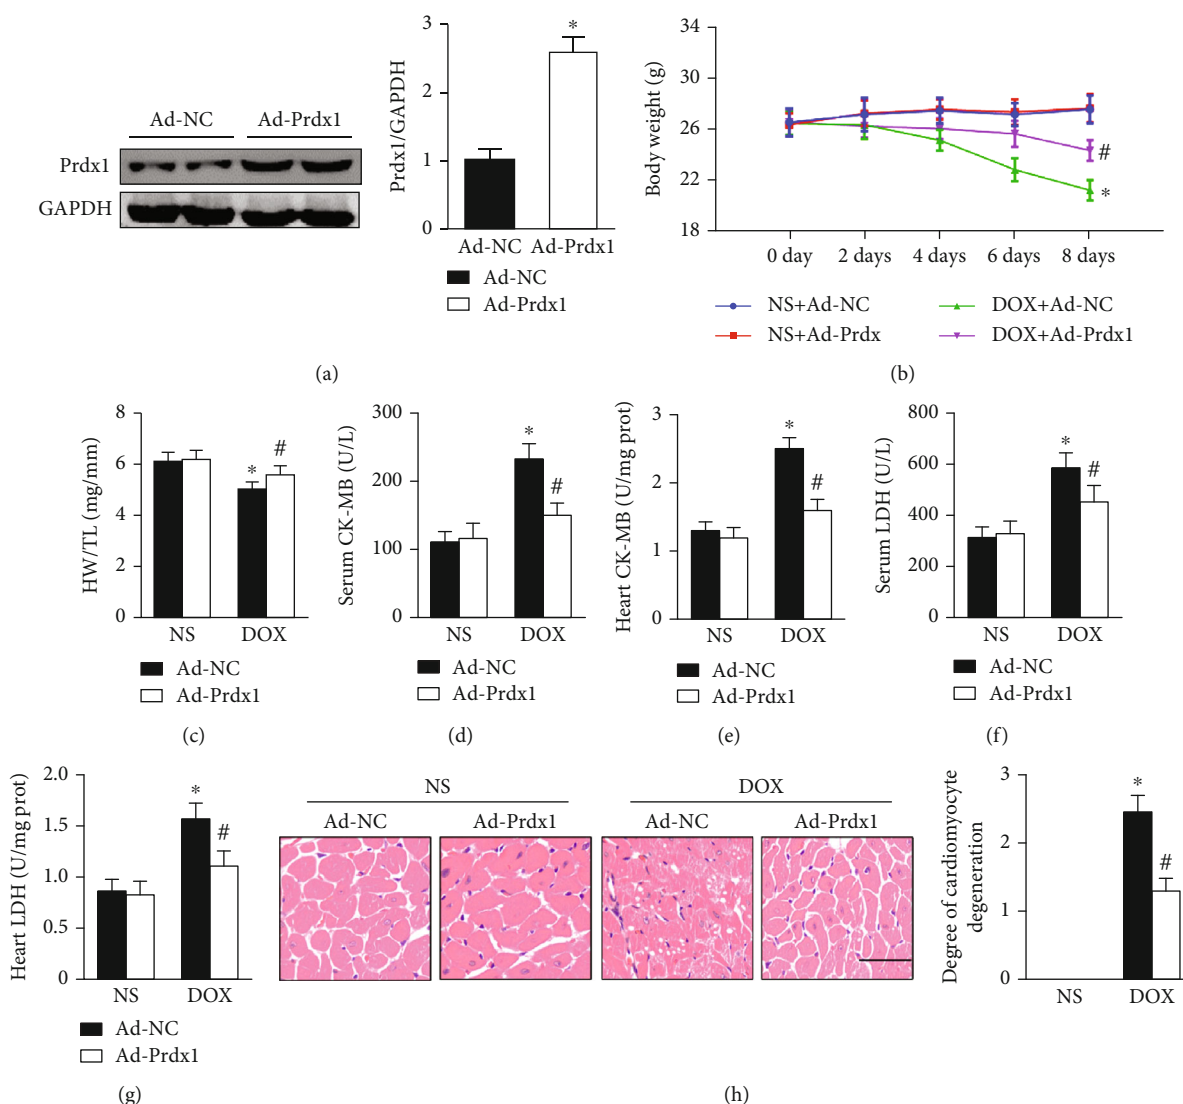 Ad-NC Ad-Prdx1
Prdx1
GAPDH
Prdx1/GAPDH
3
2
1
0
*
Ad-NC Ad-Prdx1
Ad-NC
Ad-Prdx1
(a)
Body weight (g)
34
30
26
22
18
#
*
0 day 2 days 4 days 6 days 8 days
NS+Ad-NC DOX+Ad-NC
NS+Ad-Prdx DOX+Ad-Prdx1
(b)
HW/TL (mg/mm)
8
6
4
2
0
* #
NS DOX
Ad-NC
Ad-Prdx1
(c)
Serum CK-MB (U/L)
300
200
100
0
* #
NS DOX
Ad-NC
Ad-Prdx1
(d)
Heart CK-MB (U/mg prot)
3
2
1
0
* #
NS DOX
Ad-NC
Ad-Prdx1
(e)
Serum LDH (U/L)
800
600
400
200
0
* #
NS DOX
Ad-NC
Ad-Prdx1
(f)
Heart LDH (U/mg prot)
2.0
1.5
1.0
0.5
0
* #
NS DOX
Ad-NC
Ad-Prdx1
(g)
NS DOX
Ad-NC Ad-Prdx1 Ad-NC Ad-Prdx1
Degree of cardiomyocyte
degeneration
3
2
1
0
* #
NS DOX
(h)